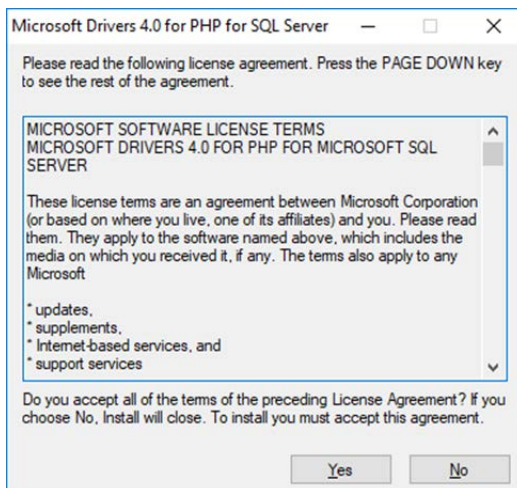 Microsoft Drivers 4.0 for PHP for SQL Server
Please read the following license agreement. Press the PAGE DOWN key
to see the rest of the agreement.
MICROSOFT SOFTWARE LICENSE TERMS
MICROSOFT DRIVERS 4.0 FOR PHP FOR MICROSOFT SQL
SERVER
These license terms are an agreement between Microsoft Corporation
(or based on where you live, one of its affiliates) and you. Please read
them. They apply to the software named above, which includes the
media on which you received it, if any. The terms also apply to any
Microsoft
* updates,
* supplements,
* Internet-based services, and
* support services
Do you accept all of the terms of the preceding License Agreement? If you
choose No, Install will close. To install you must accept this agreement.
Yes No